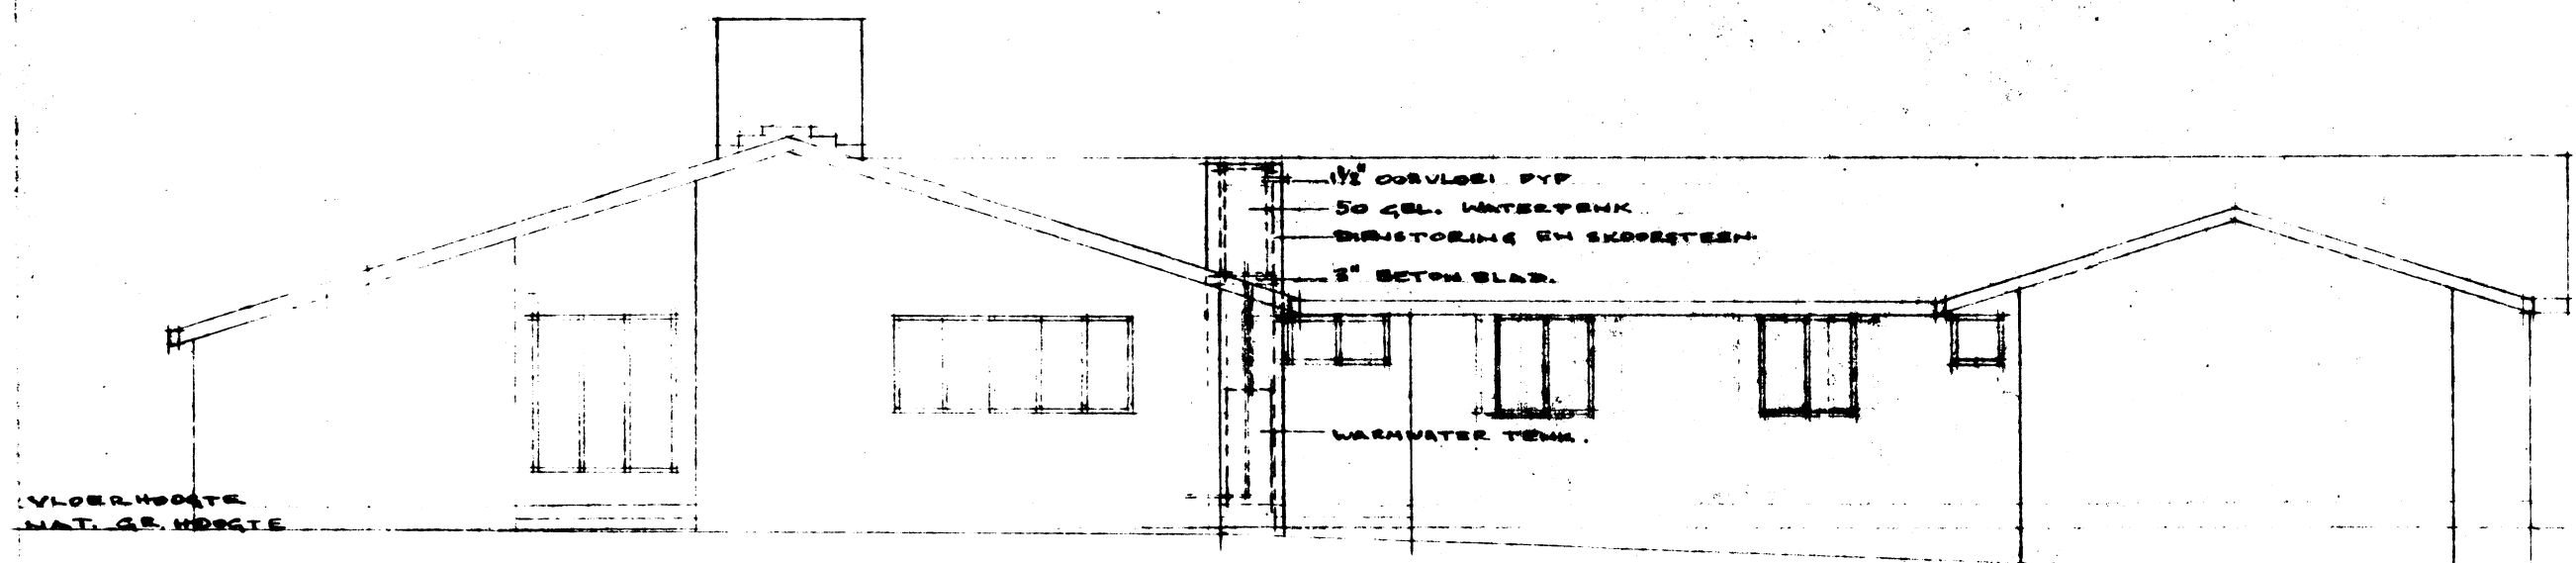 1½" OORVLOEI PYP
50 GEL. WATERTENK
DIENSTORING EN SKOORSTEEN.
3" BETON BLAD.
WARMWATER TENK.
VLOERHOOGTE
NAT. GR. HOOGTE